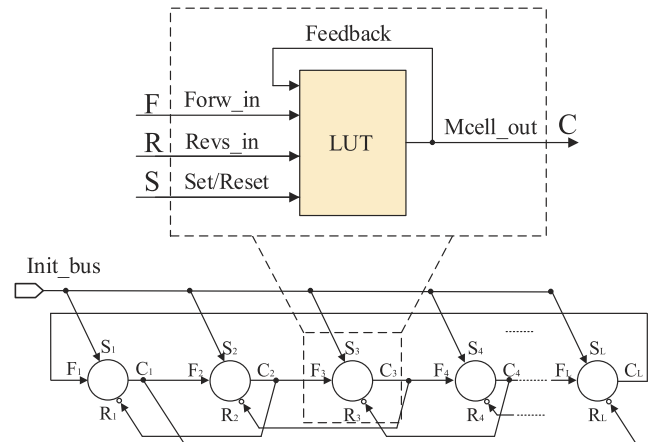 Feedback
F Forw_in
R Revs_in
S Set/Reset
LUT
Mcell_out C
Init_bus
S1 S2 S3 S4 SL
F1 C1 F2 C2 F3 C3 F4 C4 FL CL
R1 R2 R3 R4 RL